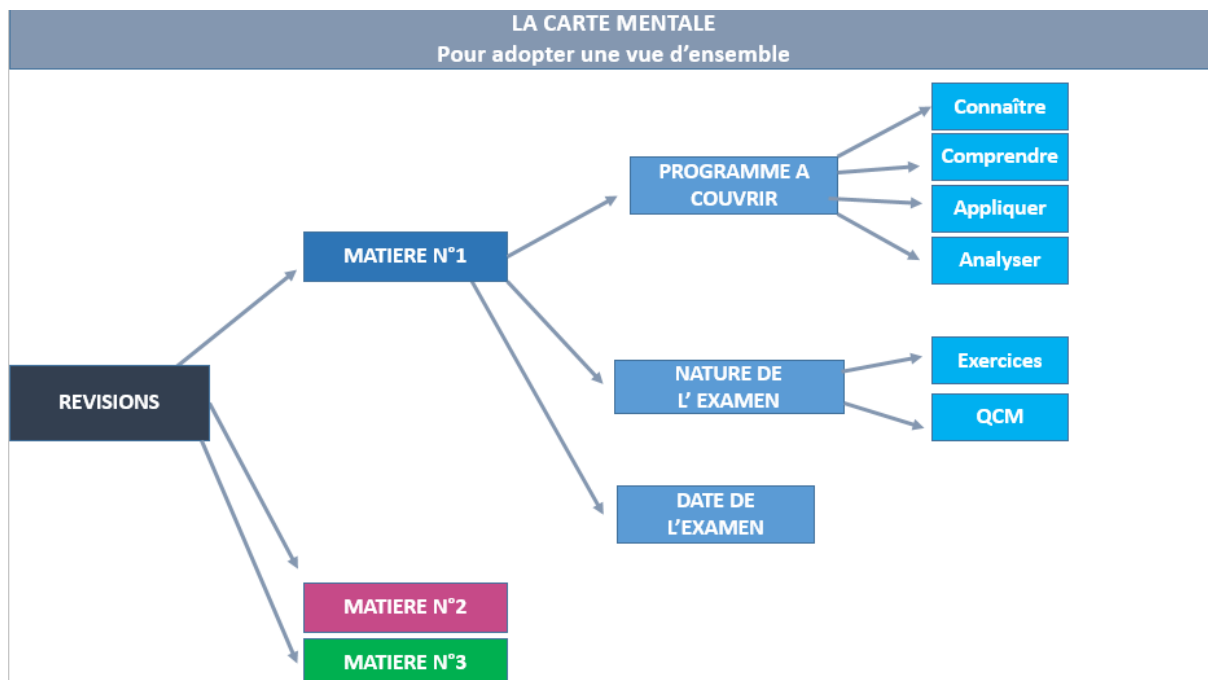 LA CARTE MENTALE
Pour adopter une vue d'ensemble
REVISIONS
MATIERE N°1
PROGRAMME A
COUVRIR
Connaître
Comprendre
Appliquer
Analyser
NATURE DE
L' EXAMEN
Exercices
QCM
DATE DE
L'EXAMEN
MATIERE N°2
MATIERE N°3